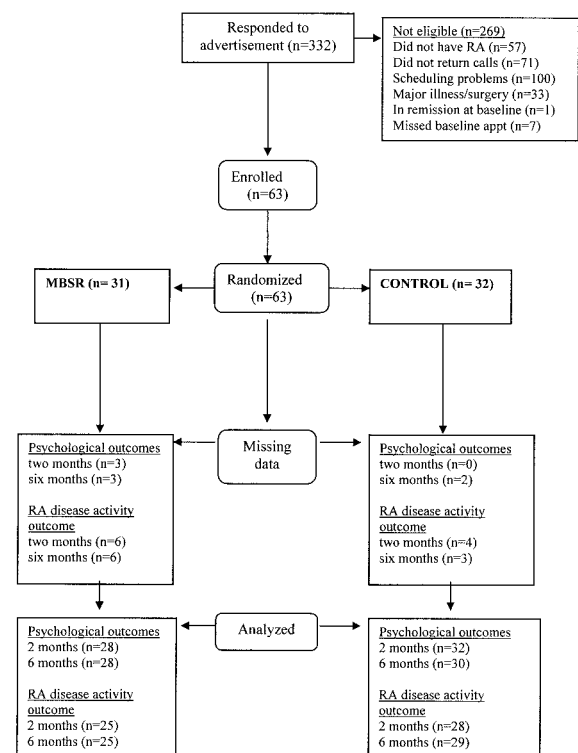 Responded to
advertisement (n=332)
Not eligible (n=269)
Did not have RA (n=57)
Did not return calls (n=71)
Scheduling problems (n=100)
Major illness/surgery (n=33)
In remission at baseline (n=1)
Missed baseline appt (n=7)
Enrolled
(n=63)
MBSR (n= 31)
Randomized
(n=63)
CONTROL (n= 32)
Psychological outcomes
two months (n=3)
six months (n=3)
RA disease activity
outcome
two months (n=6)
six months (n=6)
Missing
data
Psychological outcomes
two months (n=0)
six months (n=2)
RA disease activity
outcome
two months (n=4)
six months (n=3)
Psychological outcomes
2 months (n=28)
6 months (n=28)
RA disease activity
outcome
2 months (n=25)
6 months (n=25)
Analyzed
Psychological outcomes
2 months (n=32)
6 months (n=30)
RA disease activity
outcome
2 months (n=28)
6 months (n=29)